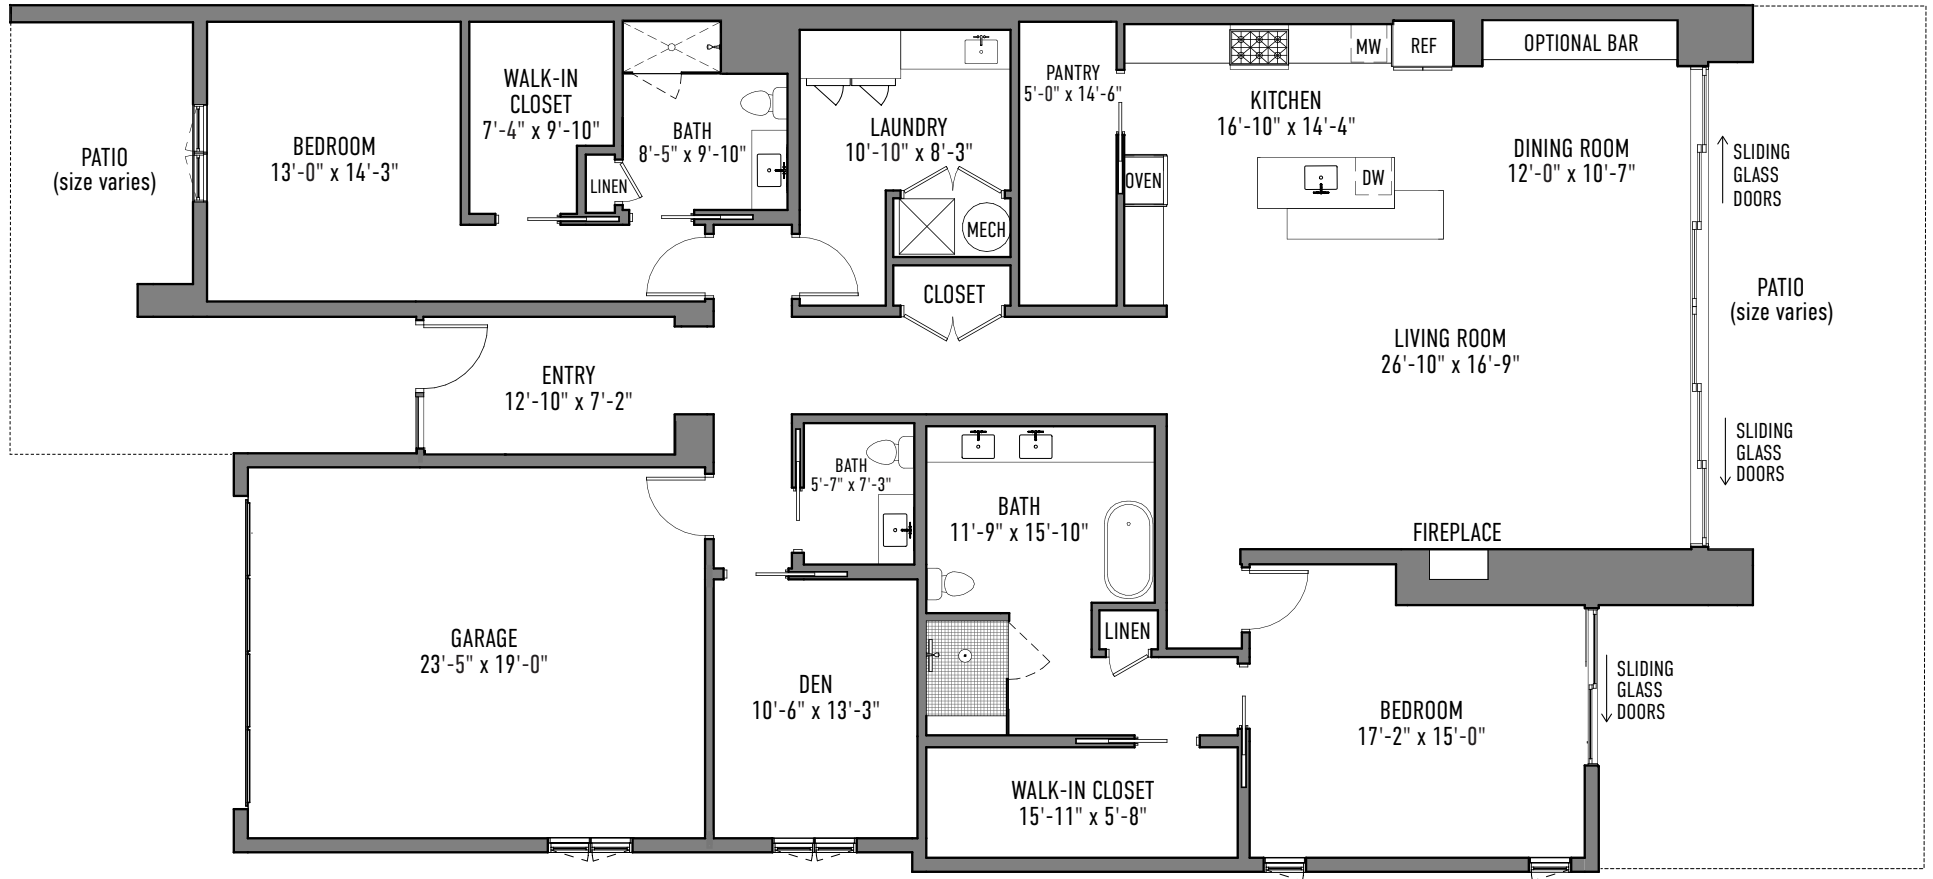 PATIO
(size varies)
BEDROOM
13'-0" x 14'-3"
WALK-IN
CLOSET
7'-4" x 9'-10"
LINEN
BATH
8'-5" x 9'-10"
LAUNDRY
10'-10" x 8'-3"
MECH
CLOSET
PANTRY
5'-0" x 14'-6"
OVEN
KITCHEN
16'-10" x 14'-4"
MW
REF
DW
OPTIONAL BAR
DINING ROOM
12'-0" x 10'-7"
SLIDING
GLASS
DOORS
PATIO
(size varies)
LIVING ROOM
26'-10" x 16'-9"
SLIDING
GLASS
DOORS
FIREPLACE
ENTRY
12'-10" x 7'-2"
BATH
5'-7" x 7'-3"
BATH
11'-9" x 15'-10"
LINEN
GARAGE
23'-5" x 19'-0"
DEN
10'-6" x 13'-3"
WALK-IN CLOSET
15'-11" x 5'-8"
BEDROOM
17'-2" x 15'-0"
SLIDING
GLASS
DOORS